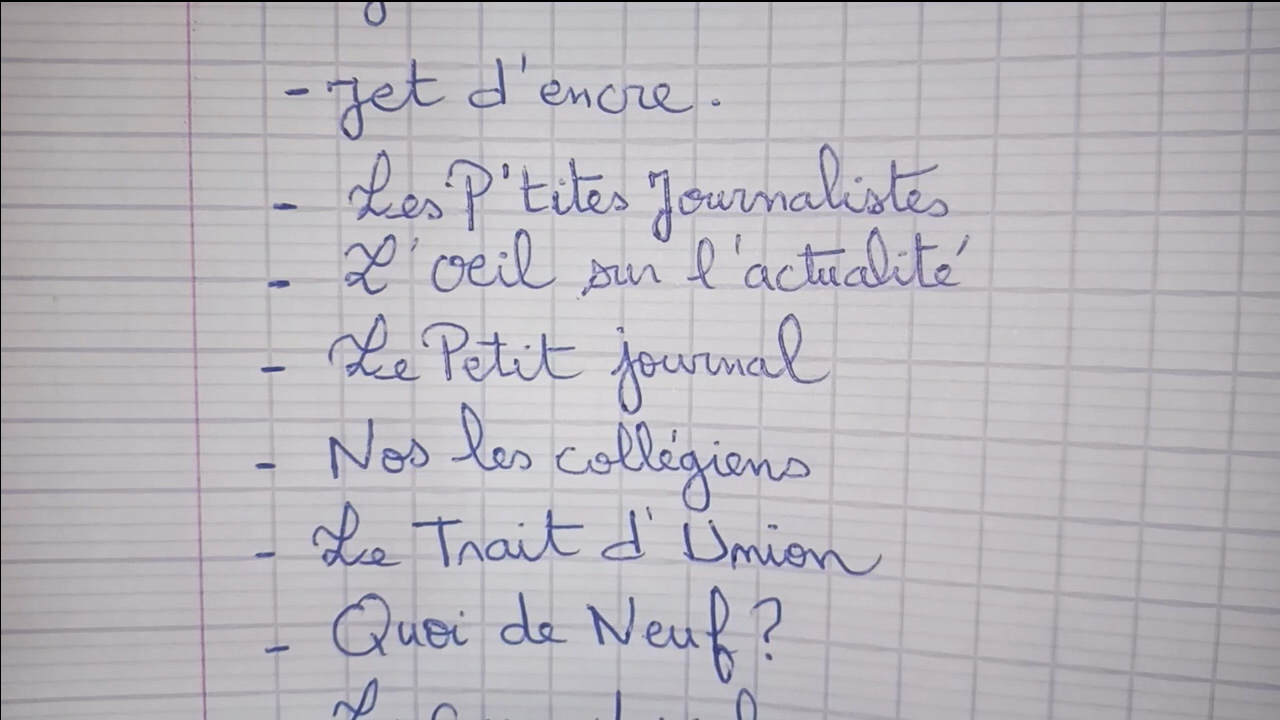 - Jet d'encre.
- Les P'tites Journalistes
- L'oeil sur l'actualité
- Le Petit journal
- Nos les collégiens
- Le Trait d'Union
- Quoi de Neuf ?